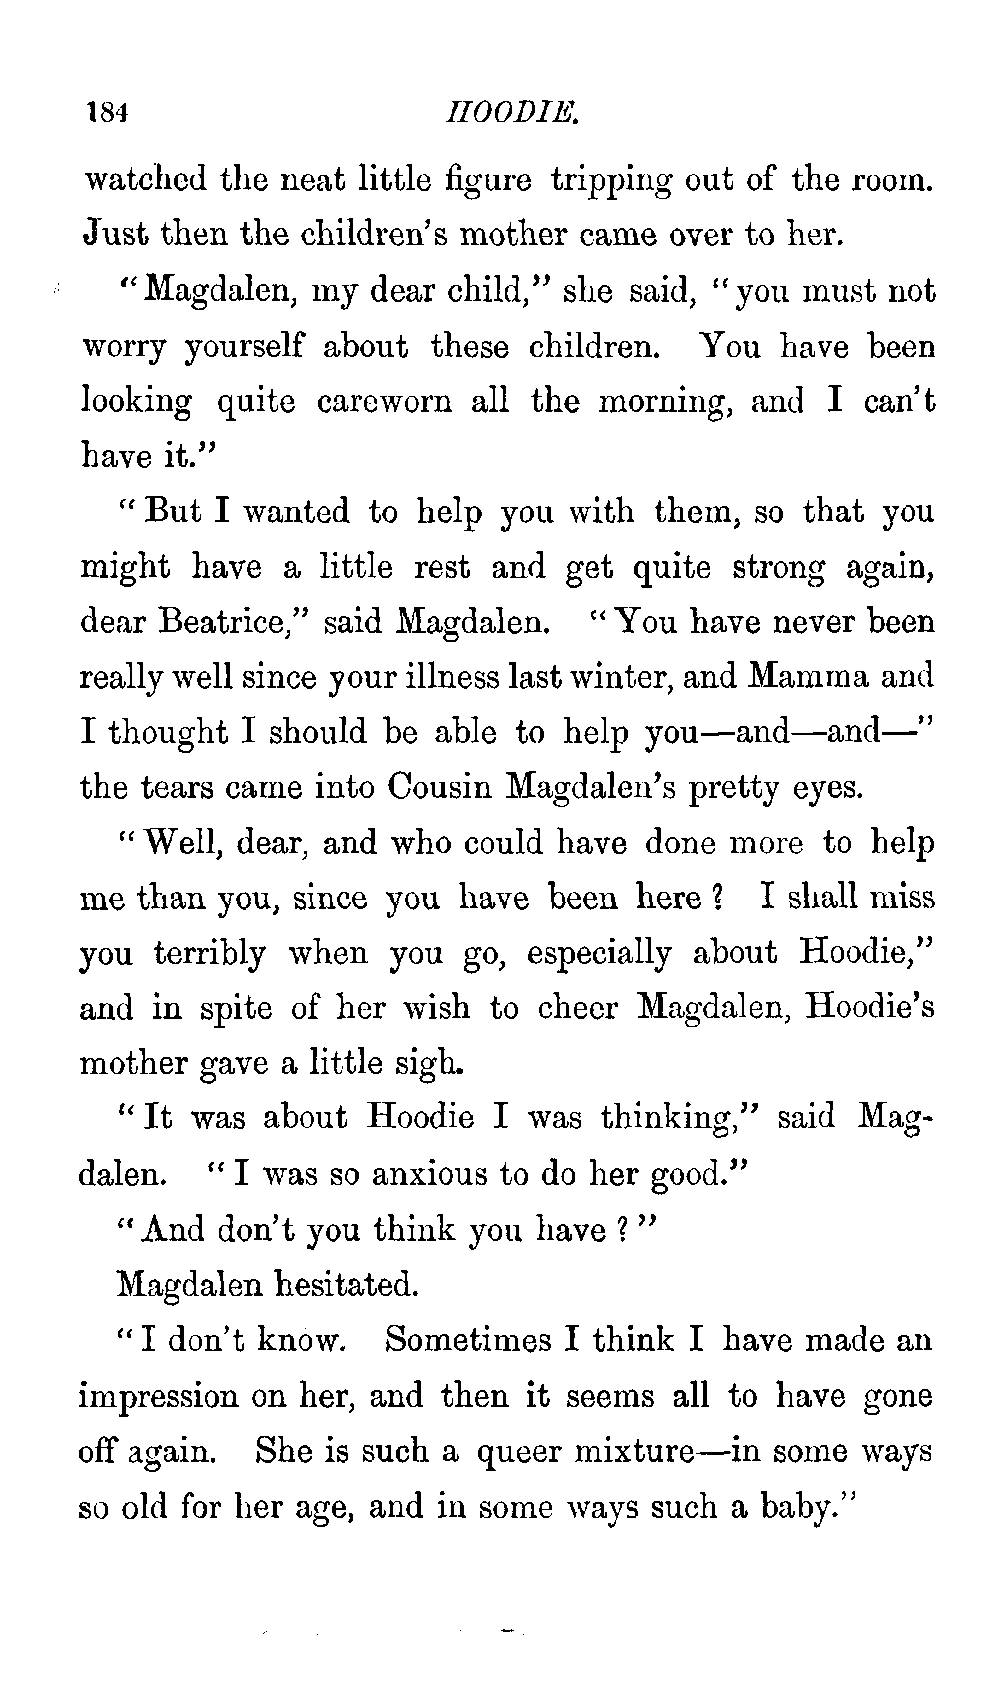 184 HOODIE.
watched the neat little figure tripping out of the room.
Just then the children's mother came over to her.
"Magdalen, my dear child," she said, "you must not
worry yourself about these children. You have been
looking quite careworn all the morning, and I can't
have it."
"But I wanted to help you with them, so that you
might have a little rest and get quite strong again,
dear Beatrice," said Magdalen. "You have never been
really well since your illness last winter, and Mamma and
I thought I should be able to help you—and—and—"
the tears came into Cousin Magdalen's pretty eyes.
"Well, dear, and who could have done more to help
me than you, since you have been here? I shall miss
you terribly when you go, especially about Hoodie,"
and in spite of her wish to cheer Magdalen, Hoodie's
mother gave a little sigh.
"It was about Hoodie I was thinking," said Mag-
dalen. "I was so anxious to do her good."
"And don't you think you have?"
Magdalen hesitated.
"I don't know. Sometimes I think I have made an
impression on her, and then it seems all to have gone
off again. She is such a queer mixture—in some ways
so old for her age, and in some ways such a baby."